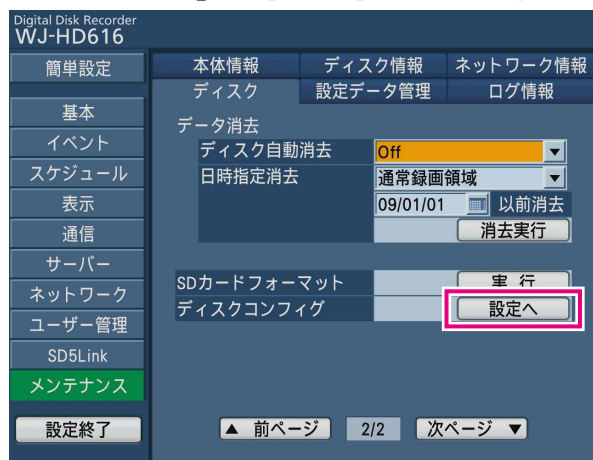 Digital Disk Recorder
WJ-HD616
簡単設定
基本
イベント
スケジュール
表示
通信
サーバー
ネットワーク
ユーザー管理
SD5Link
メンテナンス
設定終了
本体情報 ディスク情報 ネットワーク情報
ディスク 設定データ管理 ログ情報
データ消去
ディスク自動消去 Off ▼
日時指定消去 通常録画領域 ▼
09/01/01 以前消去
消去実行
SDカードフォーマット 実 行
ディスクコンフィグ 設定へ
▲ 前ページ 2/2 次ページ ▼